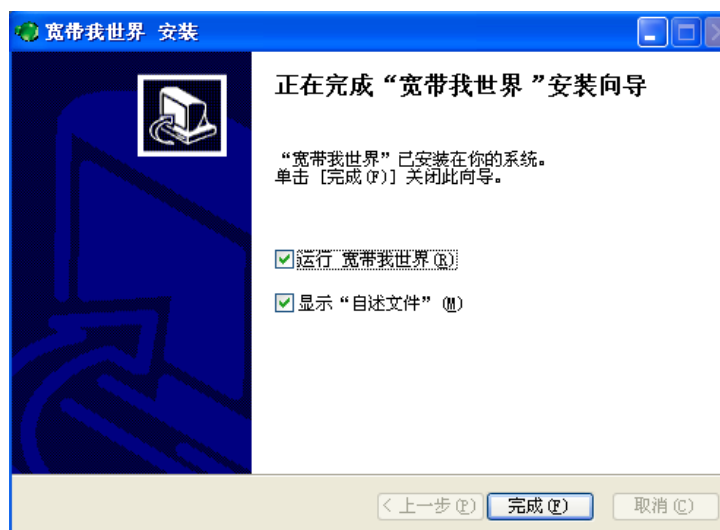 宽带我世界 安装
正在完成“宽带我世界 ”安装向导
“宽带我世界”已安装在你的系统。
单击 [完成(F)] 关闭此向导。
运行 宽带我世界(R)
显示“自述文件” (M)
< 上一步(P) 完成(F) 取消(C)